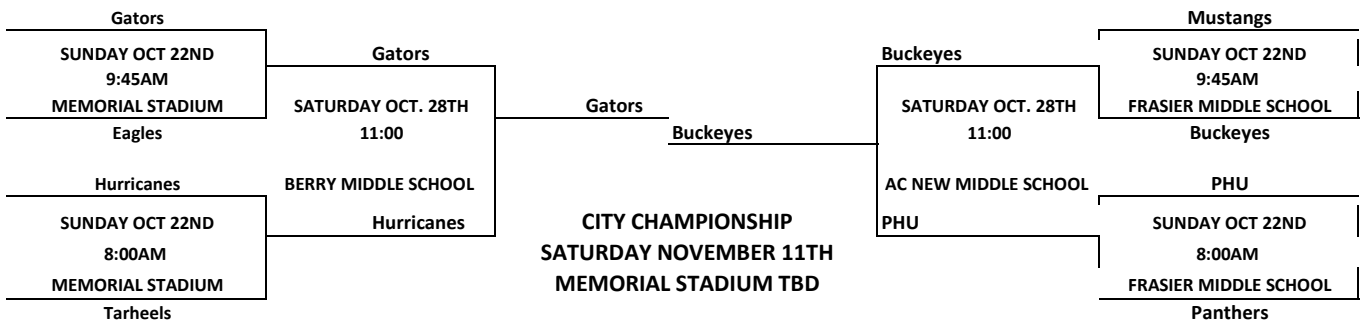 Gators
SUNDAY OCT 22ND
9:45AM
MEMORIAL STADIUM
Eagles
Hurricanes
SUNDAY OCT 22ND
8:00AM
MEMORIAL STADIUM
Tarheels
Gators
SATURDAY OCT. 28TH
11:00
BERRY MIDDLE SCHOOL
Hurricanes
Gators
Buckeyes
CITY CHAMPIONSHIP
SATURDAY NOVEMBER 11TH
MEMORIAL STADIUM TBD
Buckeyes
SATURDAY OCT. 28TH
11:00
AC NEW MIDDLE SCHOOL
PHU
Mustangs
SUNDAY OCT 22ND
9:45AM
FRASIER MIDDLE SCHOOL
Buckeyes
PHU
SUNDAY OCT 22ND
8:00AM
FRASIER MIDDLE SCHOOL
Panthers